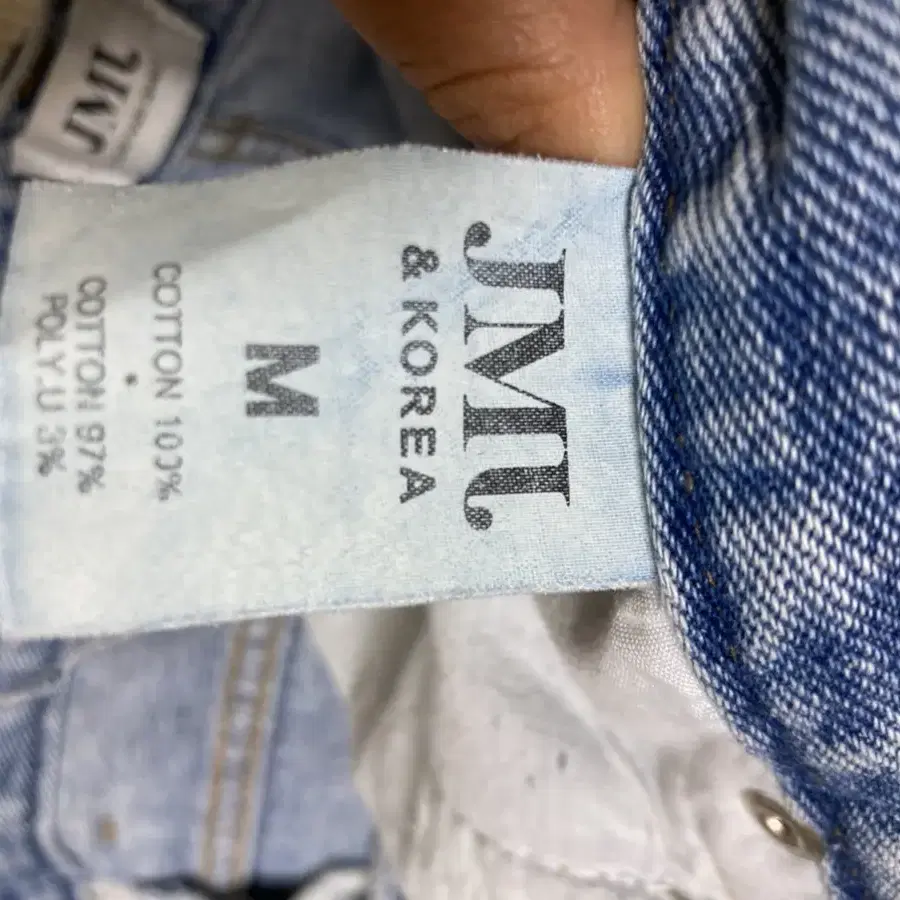 JML
& KOREA
M
COTTON 100%
COTTON 97%
POLY.U 3%
JML